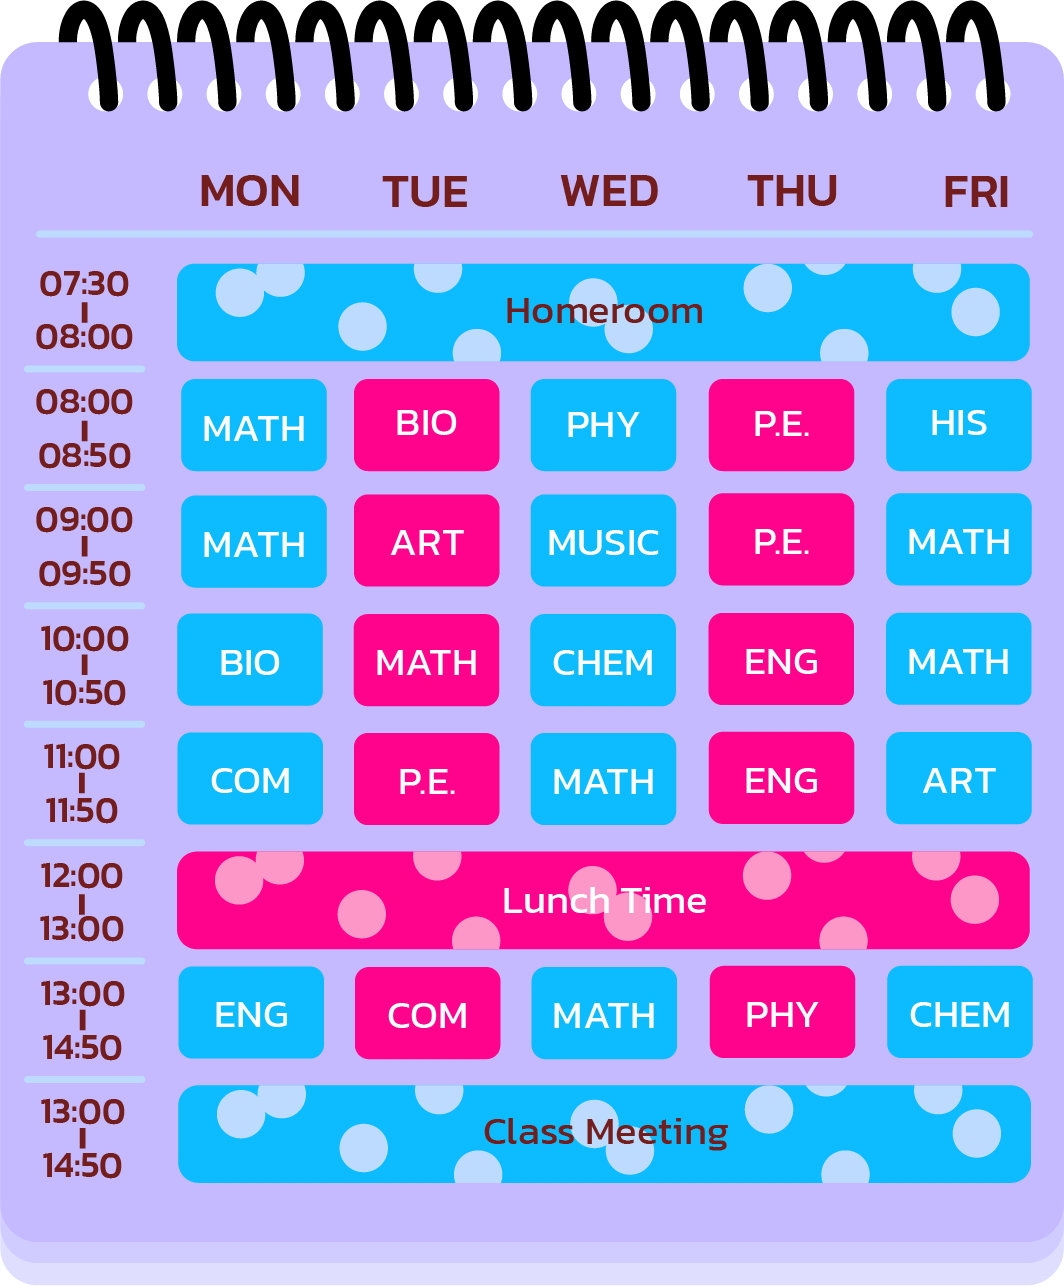 MON TUE WED THU FRI
07:30
08:00
Homeroom
08:00
08:50
MATH BIO PHY P.E. HIS
09:00
09:50
MATH ART MUSIC P.E. MATH
10:00
10:50
BIO MATH CHEM ENG MATH
11:00
11:50
COM P.E. MATH ENG ART
12:00
13:00
Lunch Time
13:00
14:50
ENG COM MATH PHY CHEM
13:00
14:50
Class Meeting